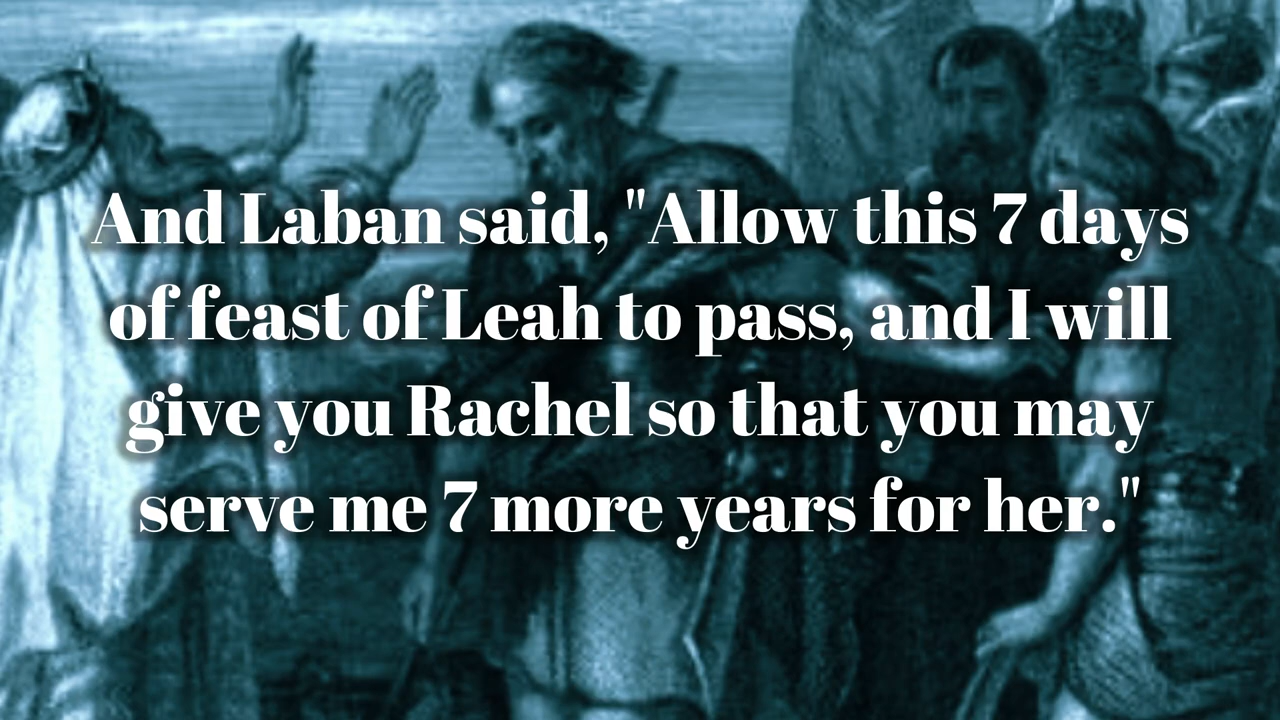 And Laban said, "Allow this 7 days
of feast of Leah to pass, and I will
give you Rachel so that you may
serve me 7 more years for her."